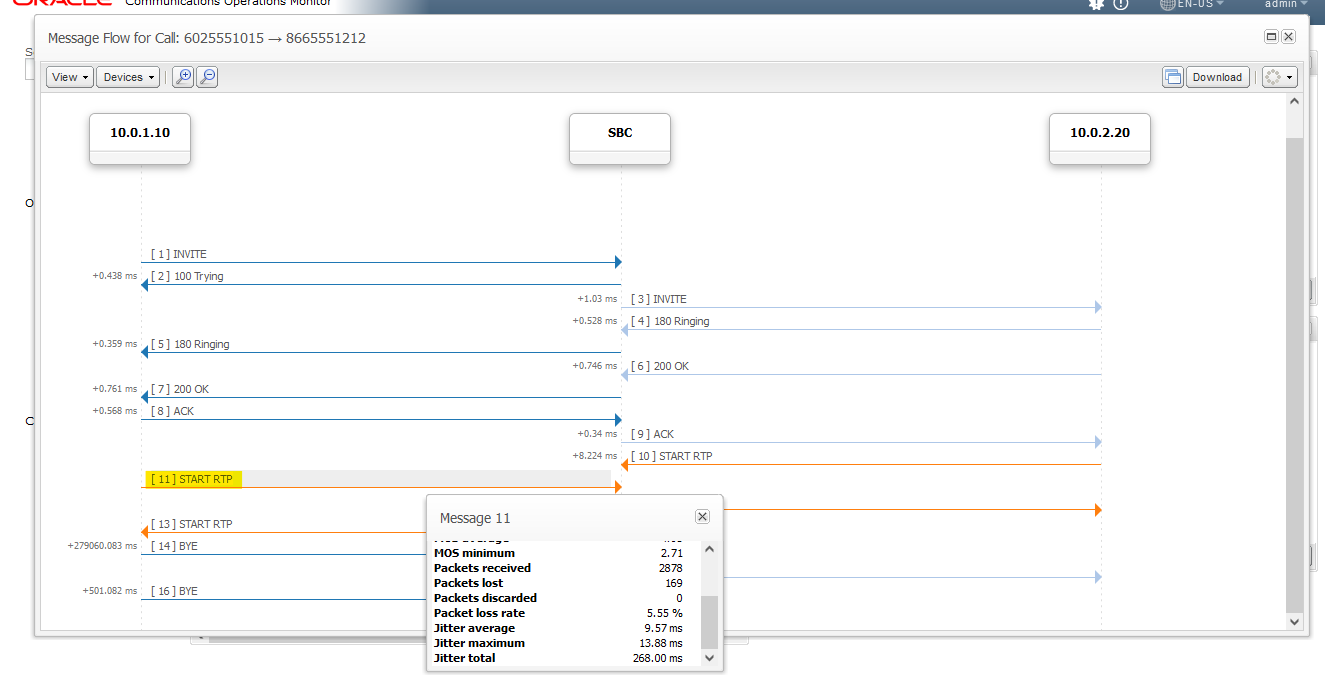 ORACLE Communications Operations Monitor
EN-US
admin
Message Flow for Call: 6025551015 → 8665551212
View
Devices
Download
10.0.1.10
SBC
10.0.2.20
[ 1 ] INVITE
+0.438 ms [ 2 ] 100 Trying
+1.03 ms [ 3 ] INVITE
+0.528 ms [ 4 ] 180 Ringing
+0.359 ms [ 5 ] 180 Ringing
+0.746 ms [ 6 ] 200 OK
+0.761 ms [ 7 ] 200 OK
+0.568 ms [ 8 ] ACK
+0.34 ms [ 9 ] ACK
+8.224 ms [ 10 ] START RTP
[ 11 ] START RTP
[ 13 ] START RTP
+279060.083 ms [ 14 ] BYE
+501.082 ms [ 16 ] BYE
Message 11
MOS minimum 2.71
Packets received 2878
Packets lost 169
Packets discarded 0
Packet loss rate 5.55 %
Jitter average 9.57 ms
Jitter maximum 13.88 ms
Jitter total 268.00 ms